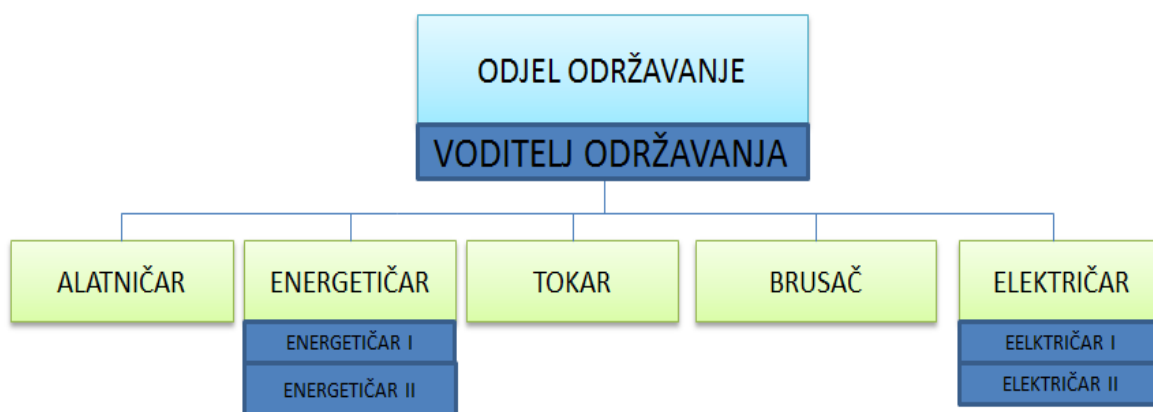 ODJEL ODRŽAVANJE
VODITELJ ODRŽAVANJA
ALATNIČAR
ENERGETIČAR
TOKAR
BRUSAČ
ELEKTRIČAR
ENERGETIČAR I
EELKTRIČAR I
ENERGETIČAR II
ELEKTRIČAR II